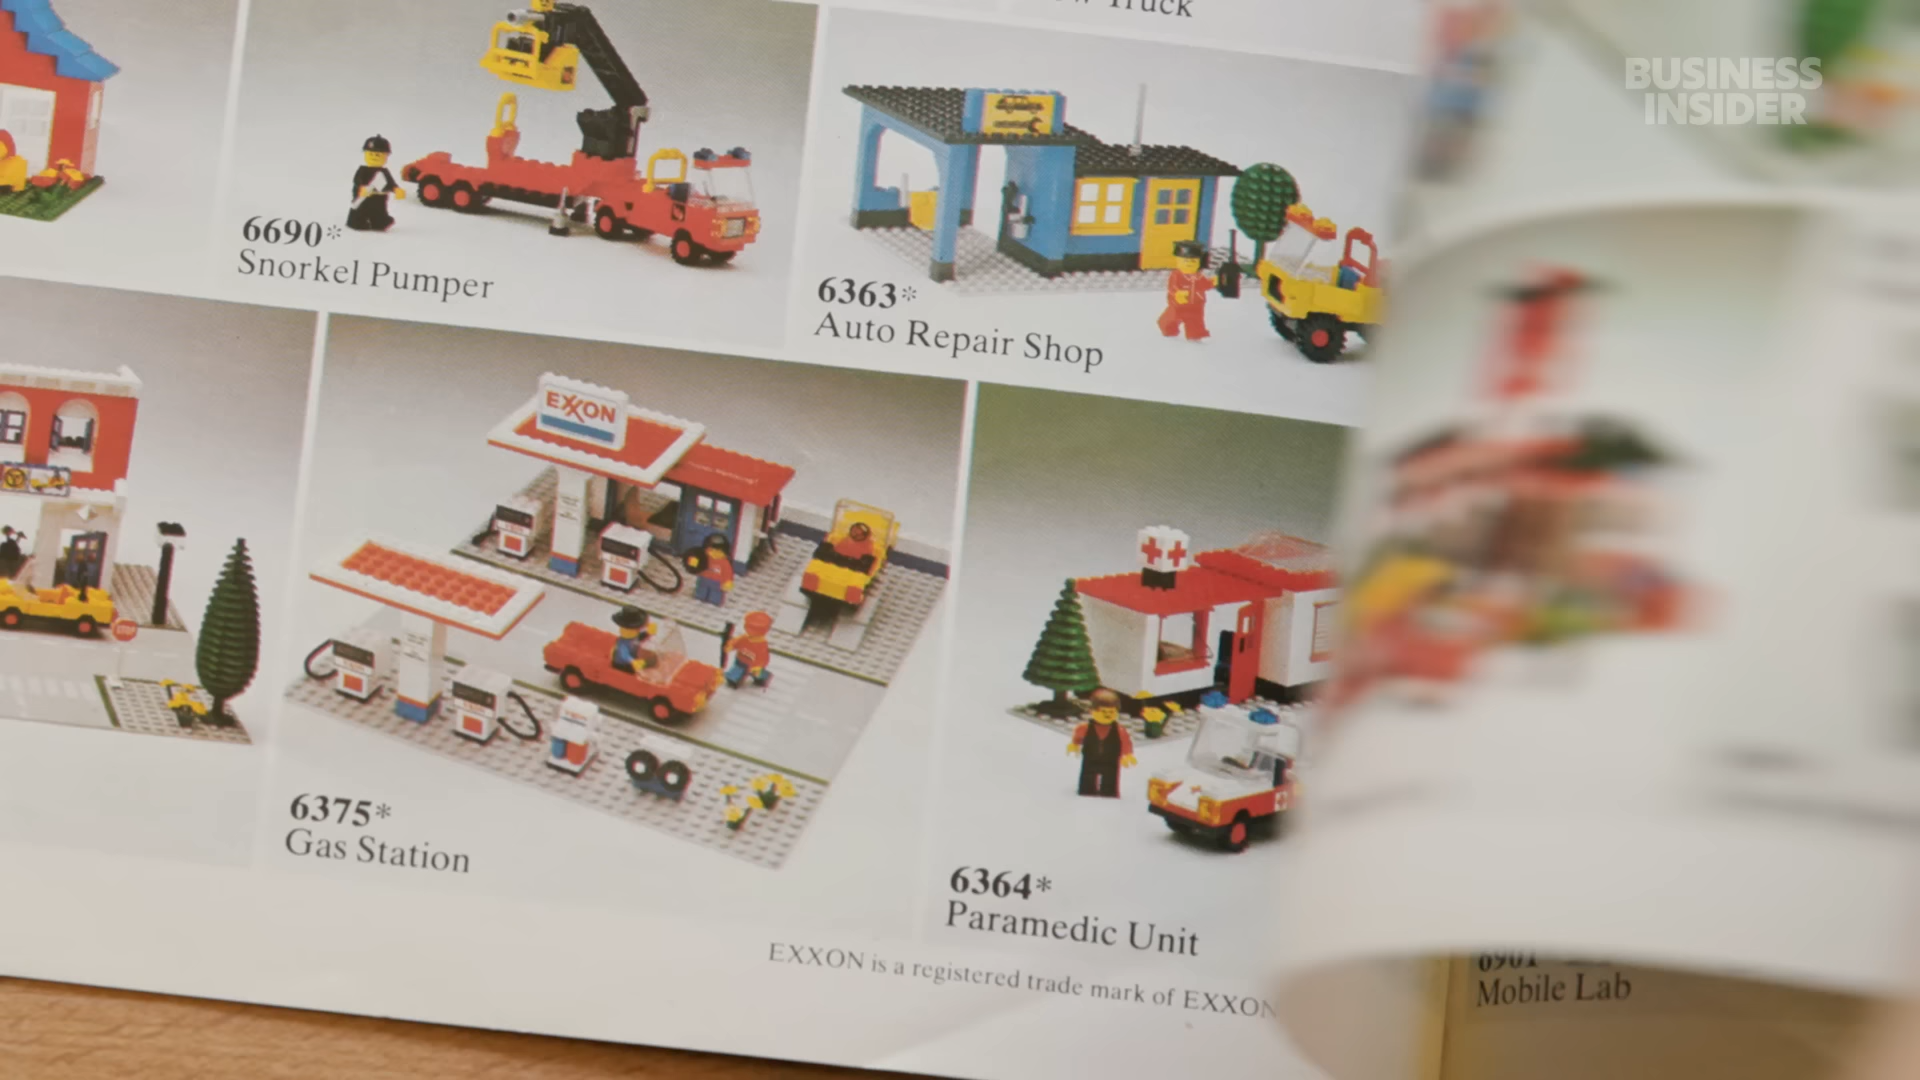 Truck
BUSINESS
INSIDER
6690*
Snorkel Pumper
6363*
Auto Repair Shop
EXXON
6375*
Gas Station
6364*
Paramedic Unit
EXXON is a registered trade mark of EXXON
6901
Mobile Lab